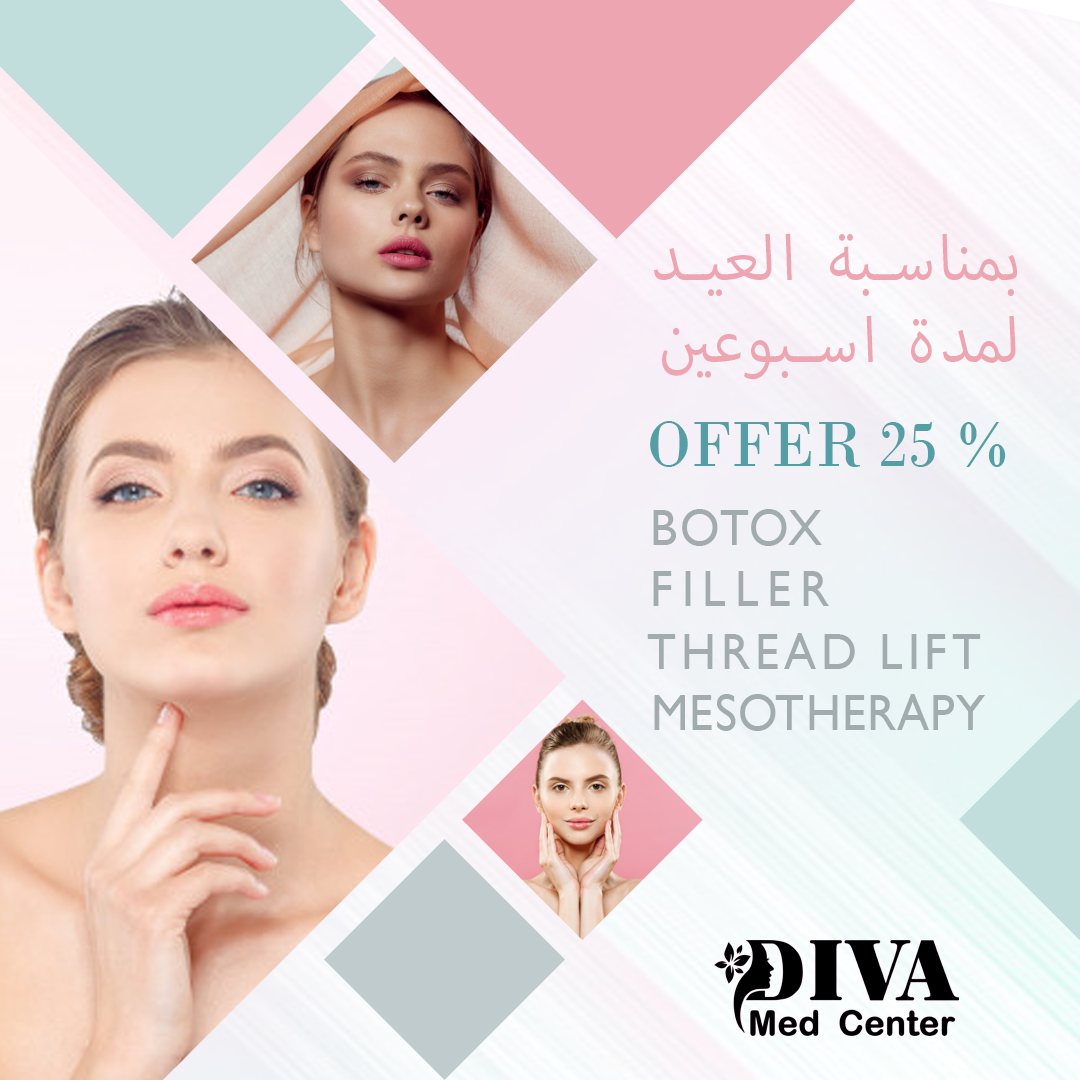 بمناسبة العيد
لمدة اسبوعين
OFFER 25 %
BOTOX
FILLER
THREAD LIFT
MESOTHERAPY
DIVA
Med Center